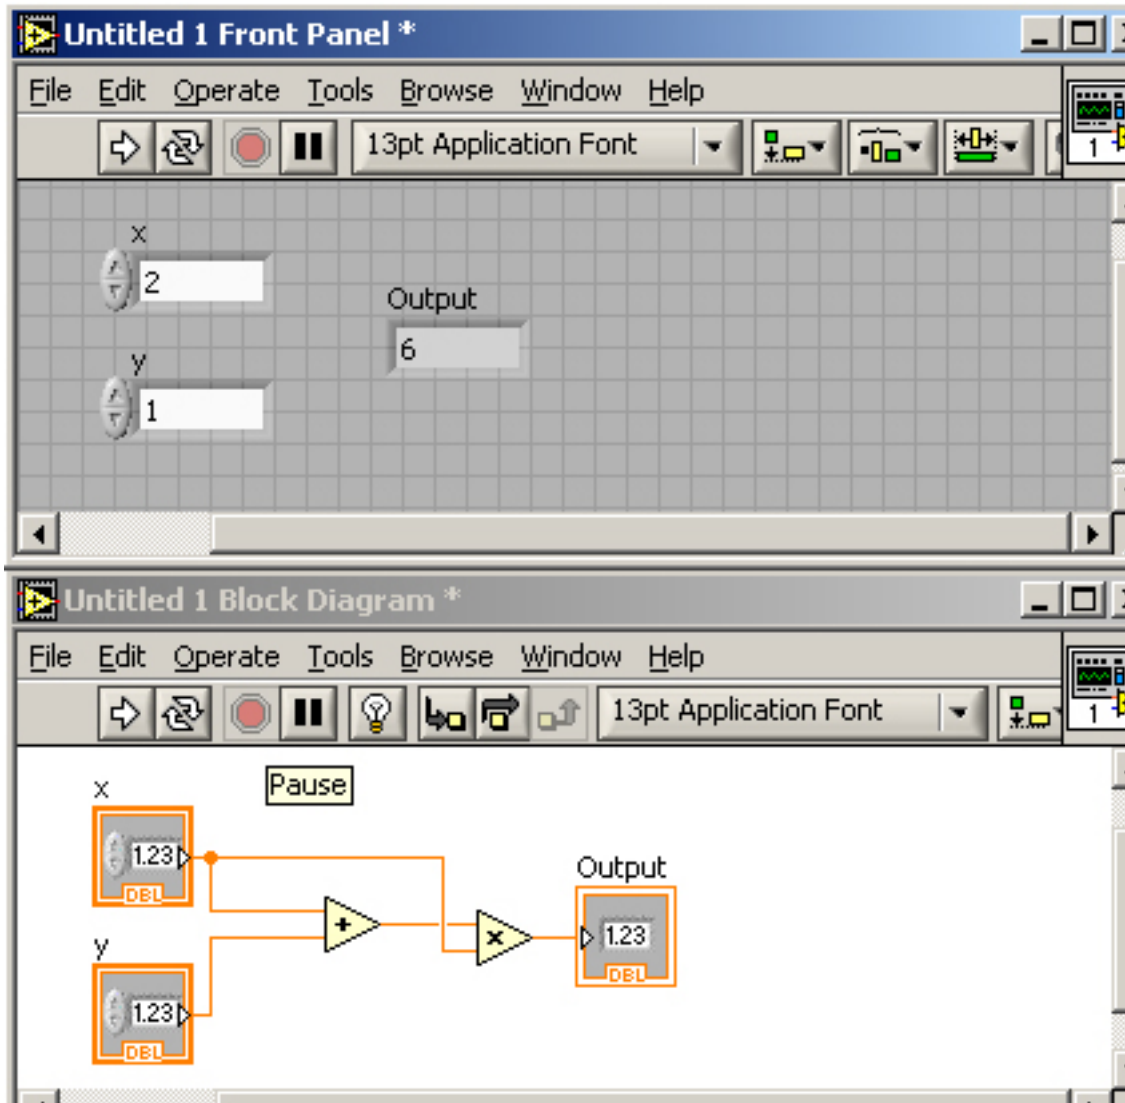 Untitled 1 Front Panel *
File Edit Operate Tools Browse Window Help
13pt Application Font
1
x
2
Output
6
y
1
Untitled 1 Block Diagram *
File Edit Operate Tools Browse Window Help
13pt Application Font
1
x
Pause
1.23
DBL
Output
1.23
DBL
y
1.23
DBL